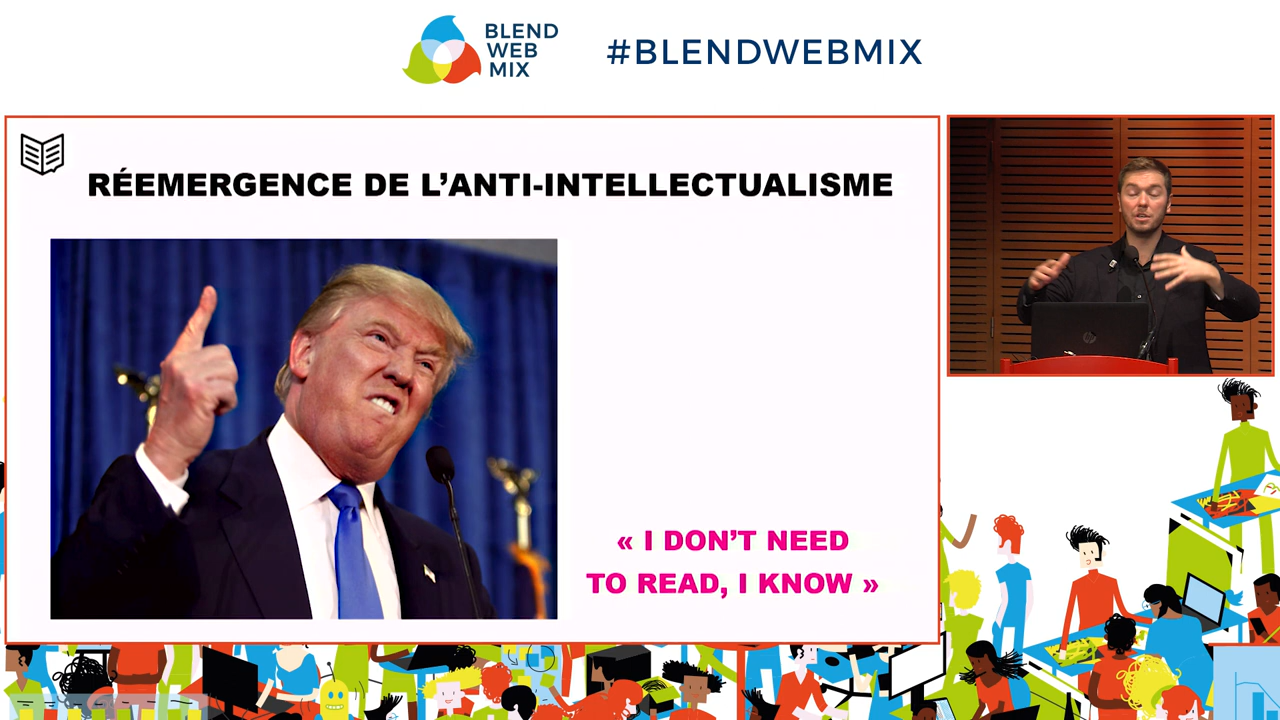 BLEND
WEB
MIX
#BLENDWEBMIX
RÉEMERGENCE DE L’ANTI-INTELLECTUALISME
« I DON’T NEED
TO READ, I KNOW »